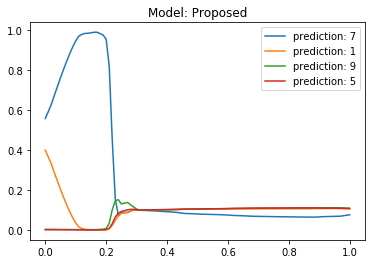 Model: Proposed
prediction: 7
prediction: 1
prediction: 9
prediction: 5
1.0
0.8
0.6
0.4
0.2
0.0
0.0 0.2 0.4 0.6 0.8 1.0